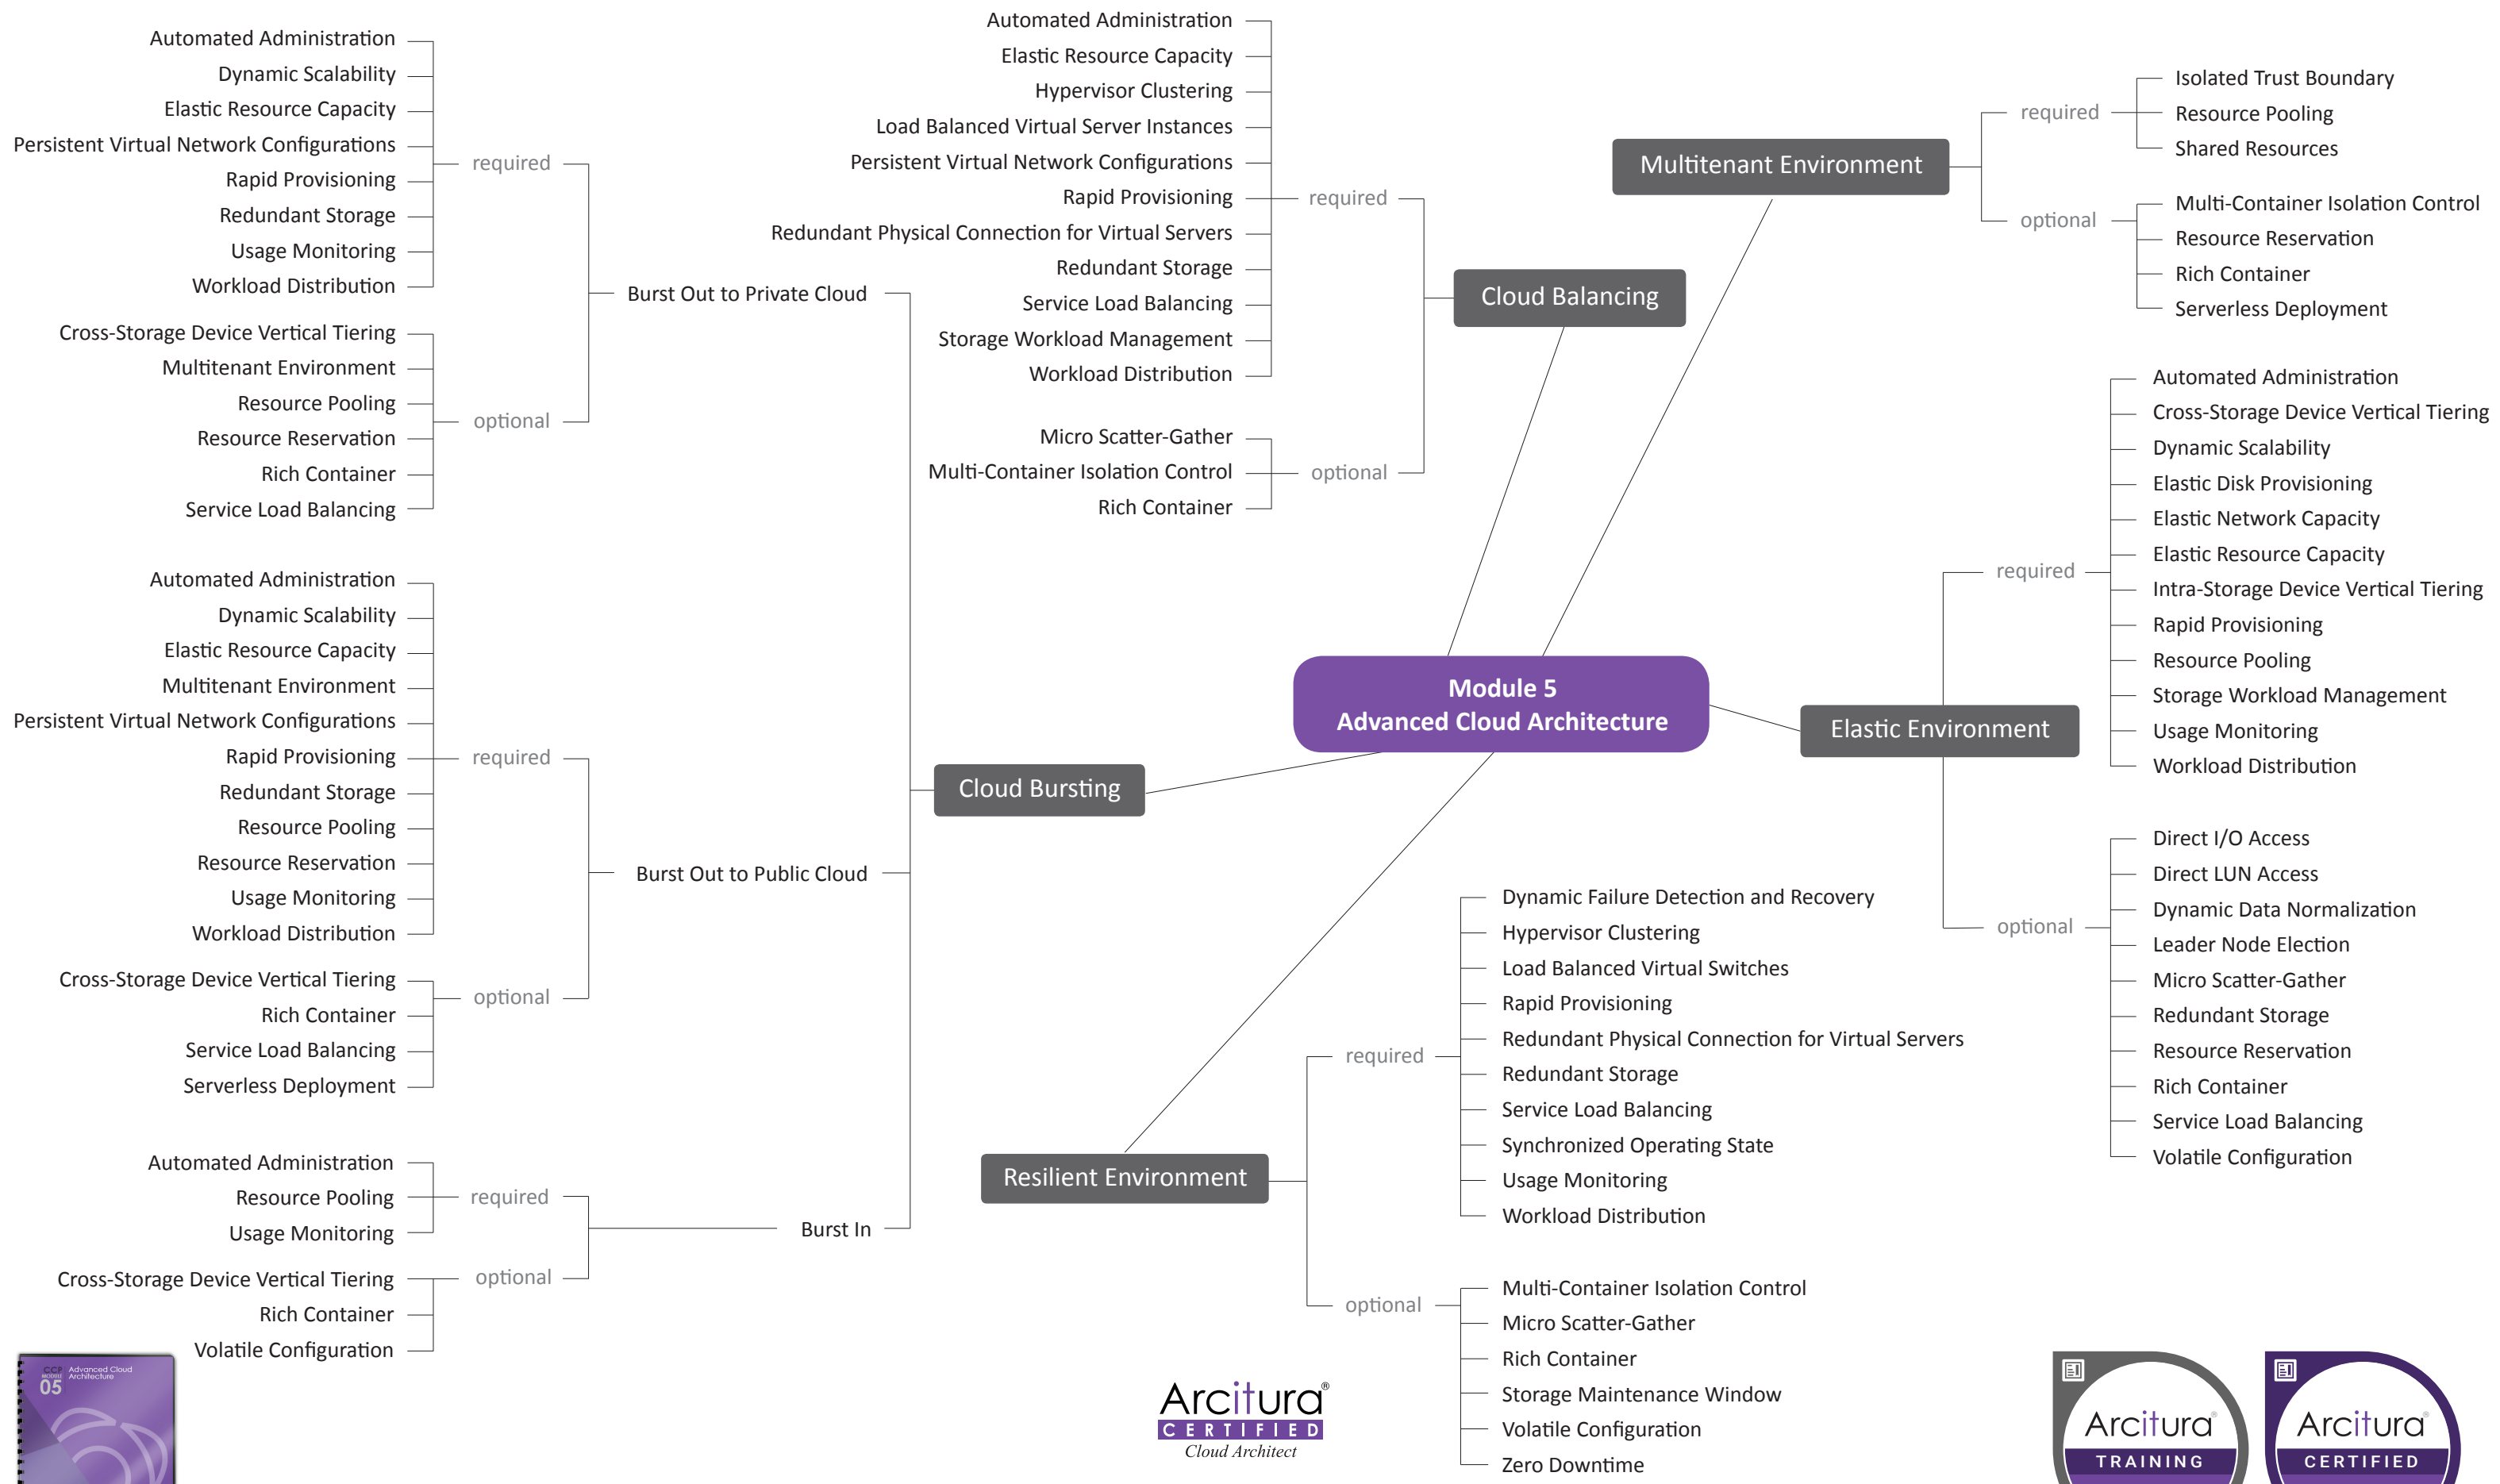 Automated Administration
Dynamic Scalability
Elastic Resource Capacity
Persistent Virtual Network Configurations
Rapid Provisioning
Redundant Storage
Usage Monitoring
Workload Distribution
required
Cross-Storage Device Vertical Tiering
Multitenant Environment
Resource Pooling
Resource Reservation
Rich Container
Service Load Balancing
optional
Burst Out to Private Cloud
Automated Administration
Dynamic Scalability
Elastic Resource Capacity
Multitenant Environment
Persistent Virtual Network Configurations
Rapid Provisioning
Redundant Storage
Resource Pooling
Resource Reservation
Usage Monitoring
Workload Distribution
required
Cross-Storage Device Vertical Tiering
Rich Container
Service Load Balancing
Serverless Deployment
optional
Burst Out to Public Cloud
Automated Administration
Resource Pooling
Usage Monitoring
required
Cross-Storage Device Vertical Tiering
Rich Container
Volatile Configuration
optional
Burst In
Cloud Bursting
Automated Administration
Elastic Resource Capacity
Hypervisor Clustering
Load Balanced Virtual Server Instances
Persistent Virtual Network Configurations
Rapid Provisioning
Redundant Physical Connection for Virtual Servers
Redundant Storage
Service Load Balancing
Storage Workload Management
Workload Distribution
required
Micro Scatter-Gather
Multi-Container Isolation Control
Rich Container
optional
Cloud Balancing
Module 5
Advanced Cloud Architecture
Multitenant Environment
required
Isolated Trust Boundary
Resource Pooling
Shared Resources
optional
Multi-Container Isolation Control
Resource Reservation
Rich Container
Serverless Deployment
Elastic Environment
required
Automated Administration
Cross-Storage Device Vertical Tiering
Dynamic Scalability
Elastic Disk Provisioning
Elastic Network Capacity
Elastic Resource Capacity
Intra-Storage Device Vertical Tiering
Rapid Provisioning
Resource Pooling
Storage Workload Management
Usage Monitoring
Workload Distribution
optional
Direct I/O Access
Direct LUN Access
Dynamic Data Normalization
Leader Node Election
Micro Scatter-Gather
Redundant Storage
Resource Reservation
Rich Container
Service Load Balancing
Volatile Configuration
Resilient Environment
required
Dynamic Failure Detection and Recovery
Hypervisor Clustering
Load Balanced Virtual Switches
Rapid Provisioning
Redundant Physical Connection for Virtual Servers
Redundant Storage
Service Load Balancing
Synchronized Operating State
Usage Monitoring
Workload Distribution
optional
Multi-Container Isolation Control
Micro Scatter-Gather
Rich Container
Storage Maintenance Window
Volatile Configuration
Zero Downtime
CCP
MODULE
05
Advanced Cloud
Architecture
Arcitura®
CERTIFIED
Cloud Architect
Arcitura®
TRAINING
Arcitura®
CERTIFIED